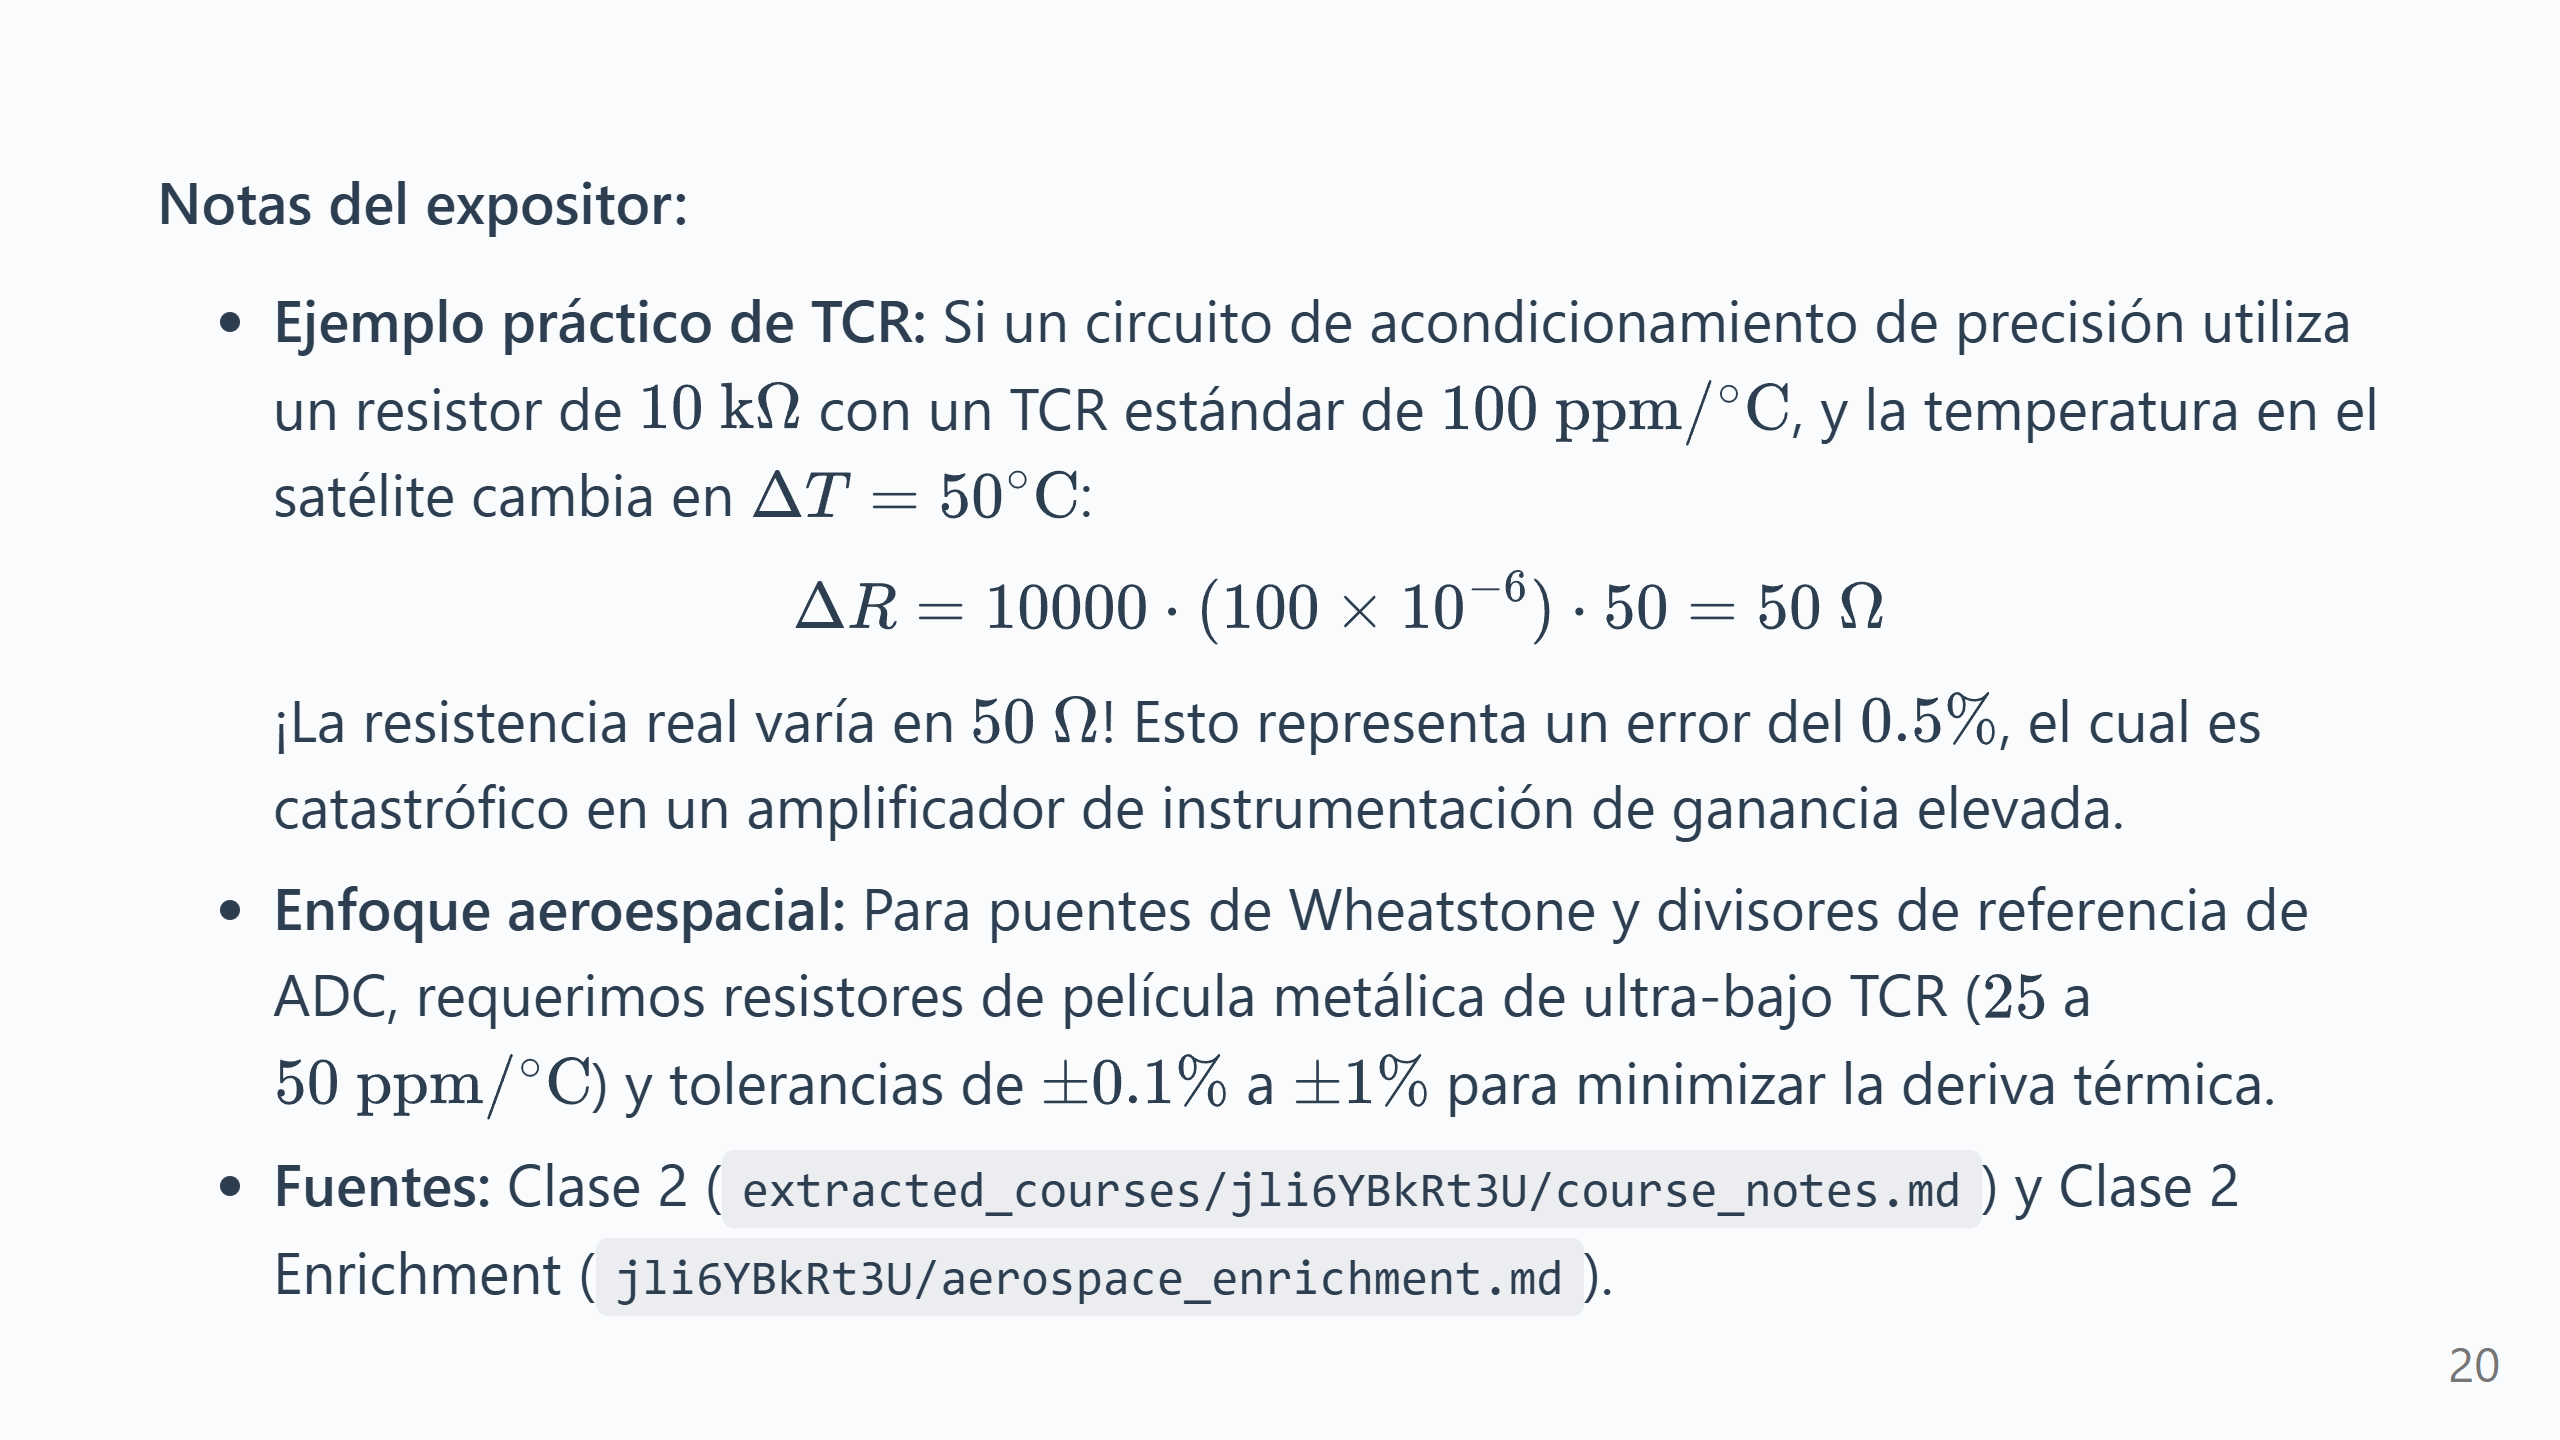 Notas del expositor:
• Ejemplo práctico de TCR: Si un circuito de acondicionamiento de precisión utiliza
un resistor de 10 kΩ con un TCR estándar de 100 ppm/°C, y la temperatura en el
satélite cambia en ΔT = 50°C:
ΔR = 10000 · (100 × 10⁻⁶) · 50 = 50 Ω
¡La resistencia real varía en 50 Ω! Esto representa un error del 0.5%, el cual es
catastrófico en un amplificador de instrumentación de ganancia elevada.
• Enfoque aeroespacial: Para puentes de Wheatstone y divisores de referencia de
ADC, requerimos resistores de película metálica de ultra-bajo TCR (25 a
50 ppm/°C) y tolerancias de ±0.1% a ±1% para minimizar la deriva térmica.
• Fuentes: Clase 2 (extracted_courses/jli6YBkRt3U/course_notes.md) y Clase 2
Enrichment (jli6YBkRt3U/aerospace_enrichment.md).
20